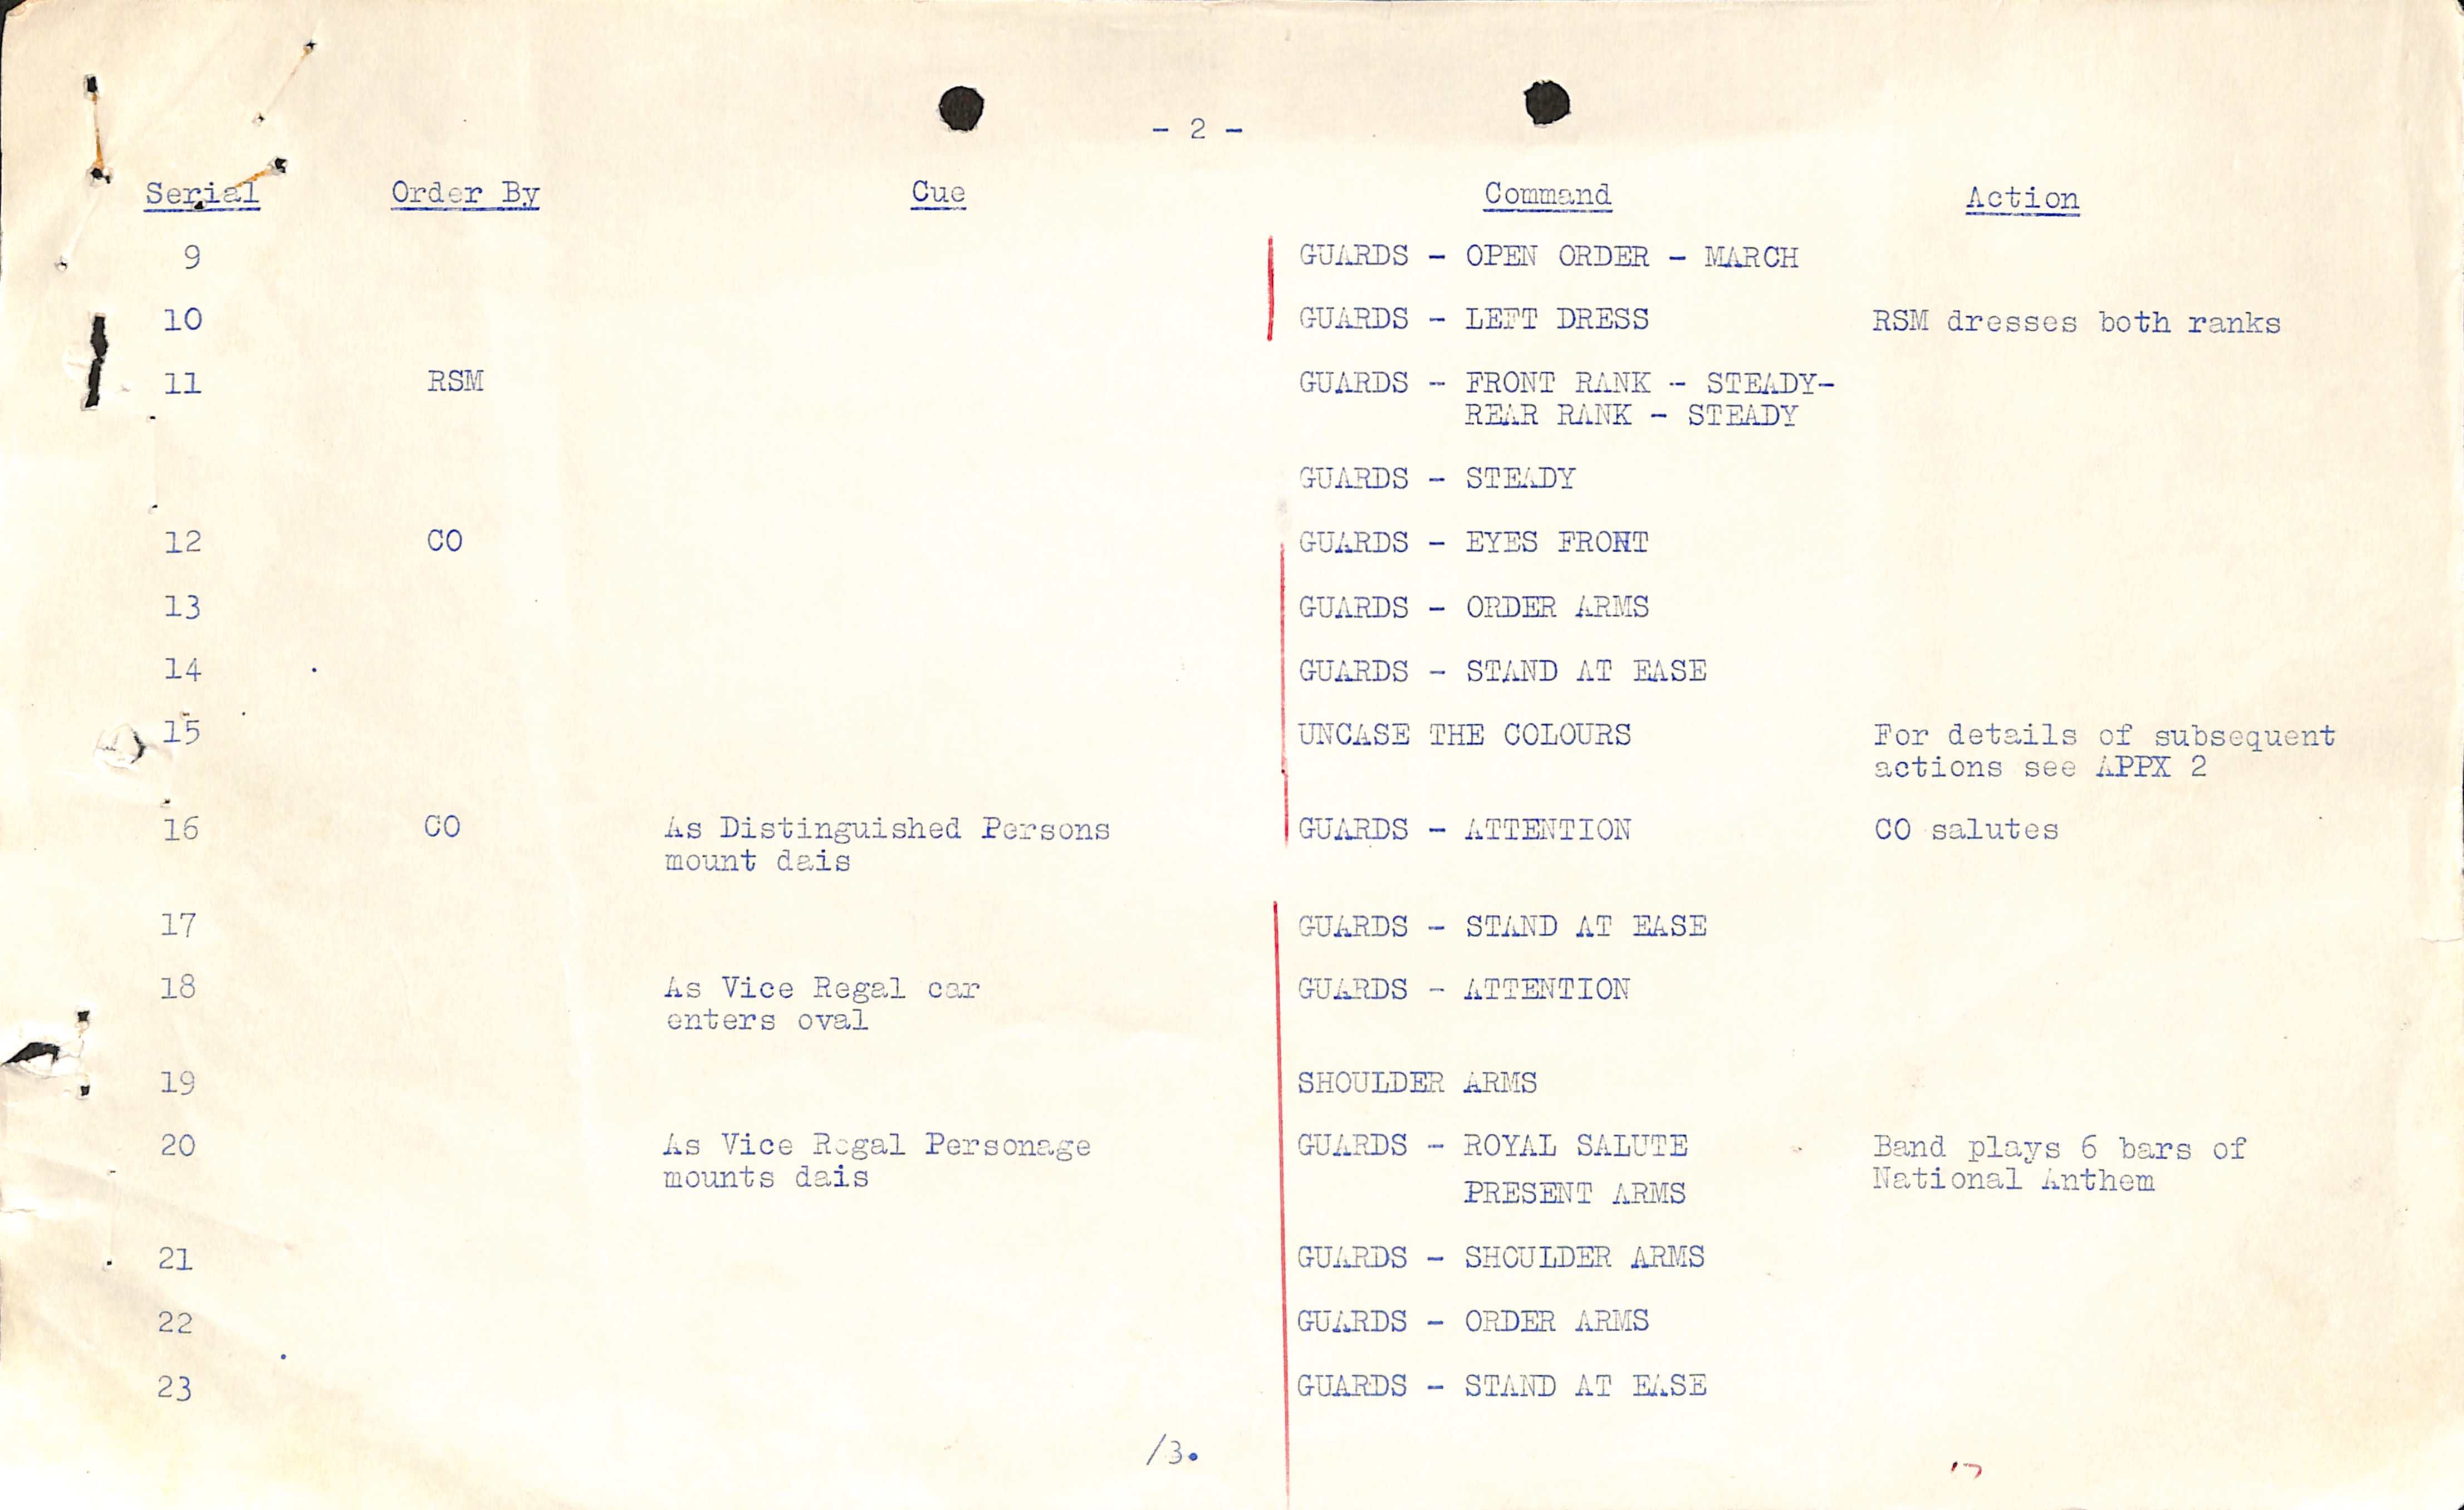 - 2 -
Serial Order By Cue Command Action
9 GUARDS - OPEN ORDER - MARCH
10 GUARDS - LEFT DRESS RSM dresses both ranks
11 RSM GUARDS - FRONT RANK - STEADY-
REAR RANK - STEADY
GUARDS - STEADY
12 CO GUARDS - EYES FRONT
13 GUARDS - ORDER ARMS
14 GUARDS - STAND AT EASE
15 UNCASE THE COLOURS For details of subsequent
actions see APPX 2
16 CO As Distinguished Persons GUARDS - ATTENTION CO salutes
mount dais
17 GUARDS - STAND AT EASE
18 As Vice Regal car GUARDS - ATTENTION
enters oval
19 SHOULDER ARMS
20 As Vice Regal Personage GUARDS - ROYAL SALUTE Band plays 6 bars of
mounts dais PRESENT ARMS National Anthem
21 GUARDS - SHOULDER ARMS
22 GUARDS - ORDER ARMS
23 GUARDS - STAND AT EASE
/3.